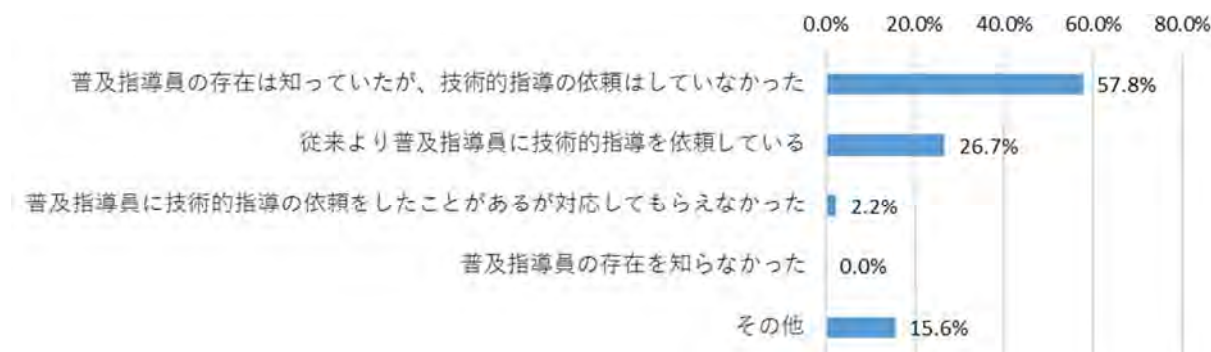 0.0% 20.0% 40.0% 60.0% 80.0%
普及指導員の存在は知っていたが、技術的指導の依頼はしていなかった 57.8%
従来より普及指導員に技術的指導を依頼している 26.7%
普及指導員に技術的指導の依頼をしたことがあるが対応してもらえなかった 2.2%
普及指導員の存在を知らなかった 0.0%
その他 15.6%